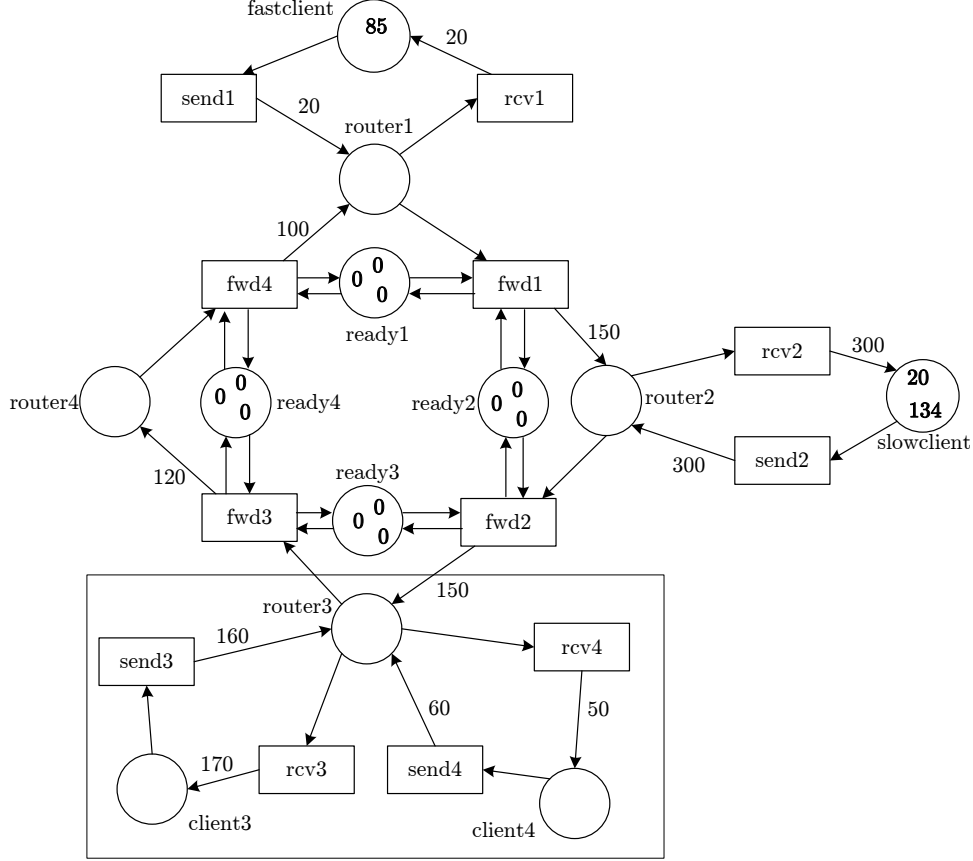 fastclient
85
20
send1
20
rcv1
router1
100
fwd4
0
0
0
fwd1
ready1
150
rcv2
300
router4
0
0
0
ready4
ready2
0
0
0
router2
20
134
slowclient
300
send2
120
ready3
fwd3
0
0
0
fwd2
150
router3
send3
160
rcv4
60
50
170
rcv3
send4
client3
client4